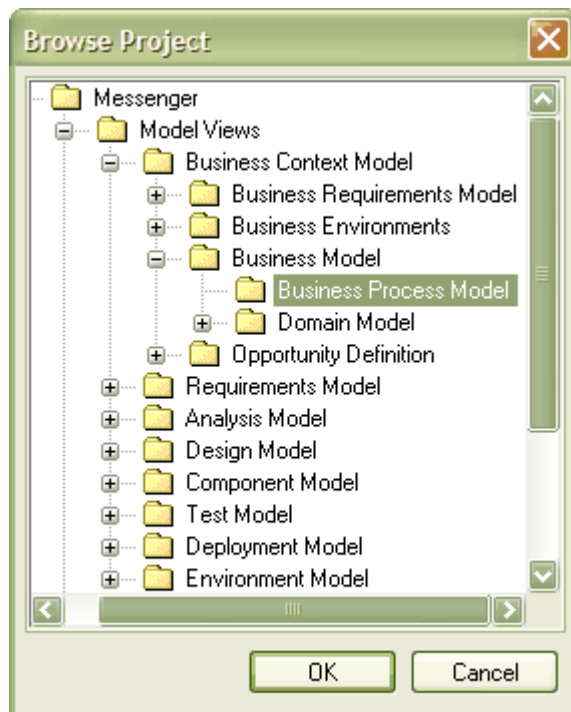 Browse Project
Messenger
Model Views
Business Context Model
Business Requirements Model
Business Environments
Business Model
Business Process Model
Domain Model
Opportunity Definition
Requirements Model
Analysis Model
Design Model
Component Model
Test Model
Deployment Model
Environment Model
OK Cancel